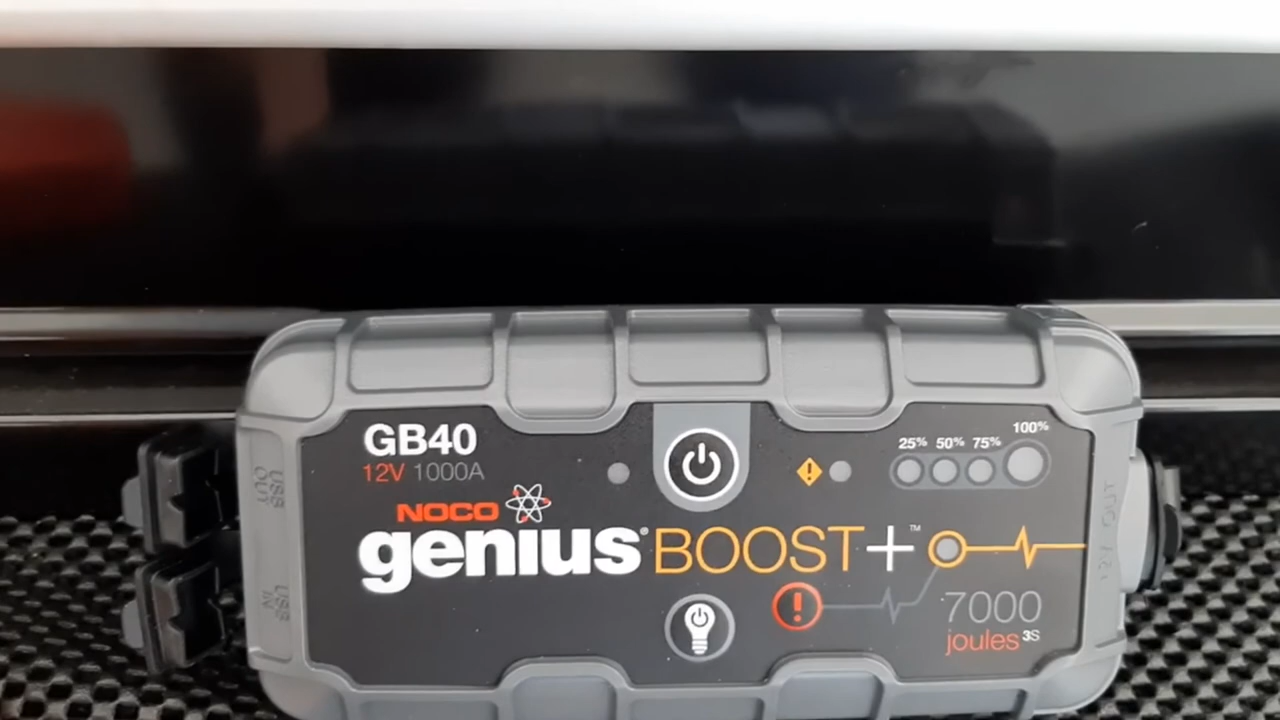 GB40
12V 1000A
25% 50% 75% 100%
NOCO
genius® BOOST+™
7000
joules 3S
USB OUT
USB IN
12V OUT